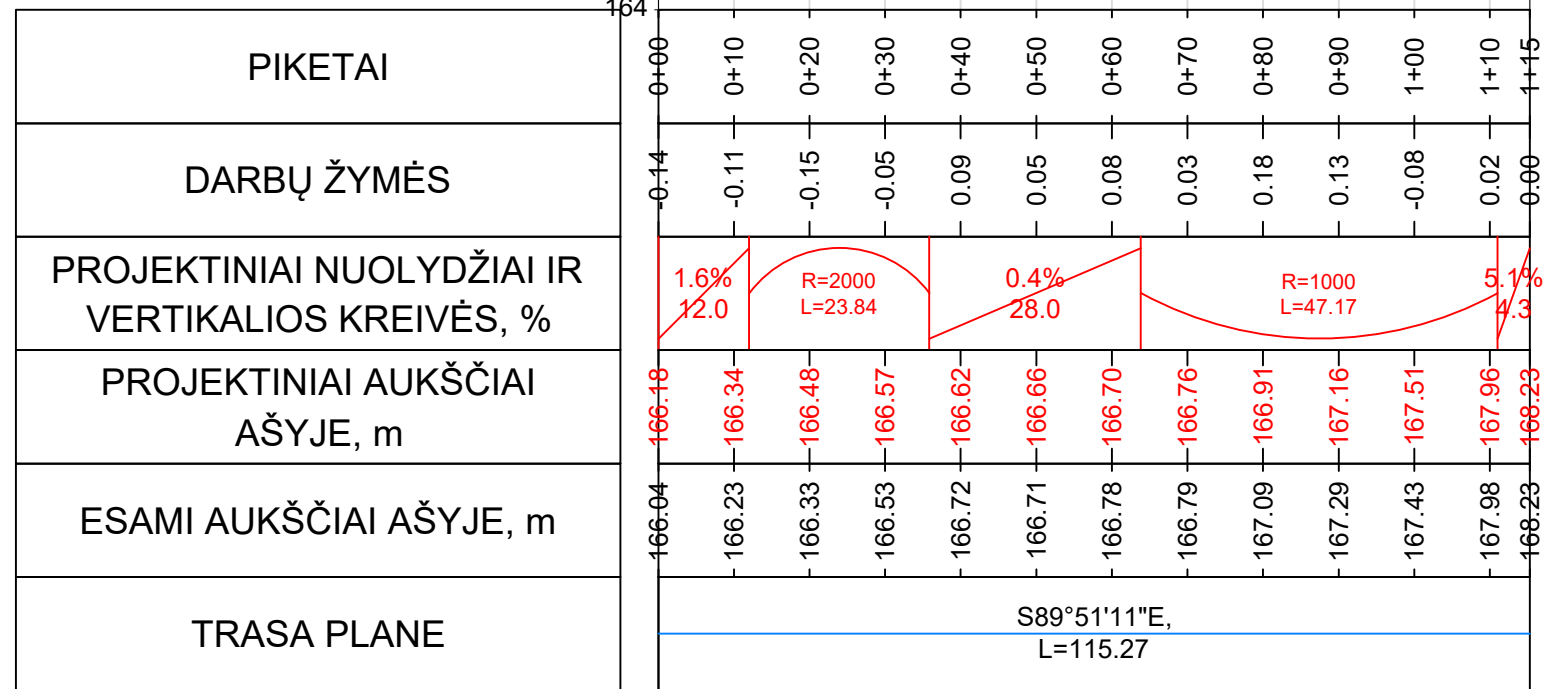 164
PIKETAI
0+00 0+10 0+20 0+30 0+40 0+50 0+60 0+70 0+80 0+90 1+00 1+10 1+15
DARBŲ ŽYMĖS
-0.14 -0.11 -0.15 -0.05 0.09 0.05 0.08 0.03 0.18 0.13 -0.08 0.02 0.00
PROJEKTINIAI NUOLYDŽIAI IR
VERTIKALIOS KREIVĖS, %
1.6%
12.0
R=2000
L=23.84
0.4%
28.0
R=1000
L=47.17
5.1%
4.3
PROJEKTINIAI AUKŠČIAI
AŠYJE, m
166.18 166.34 166.48 166.57 166.62 166.66 166.70 166.76 166.91 167.16 167.51 167.96 168.23
ESAMI AUKŠČIAI AŠYJE, m
166.04 166.23 166.33 166.53 166.72 166.71 166.78 166.79 167.09 167.29 167.43 167.98 168.23
TRASA PLANE
S89°51'11"E,
L=115.27